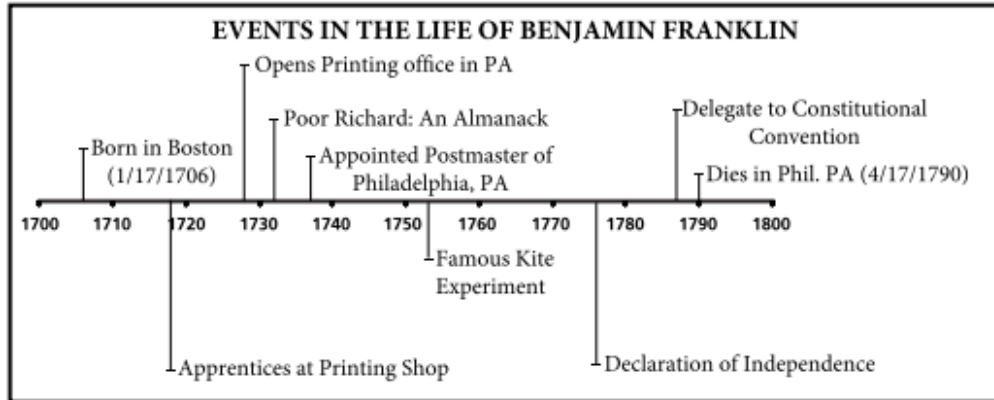 EVENTS IN THE LIFE OF BENJAMIN FRANKLIN
Opens Printing office in PA
Poor Richard: An Almanack
Delegate to Constitutional
Convention
Born in Boston
(1/17/1706)
Appointed Postmaster of
Philadelphia, PA
Dies in Phil. PA (4/17/1790)
1700 1710 1720 1730 1740 1750 1760 1770 1780 1790 1800
Famous Kite
Experiment
Apprentices at Printing Shop
Declaration of Independence